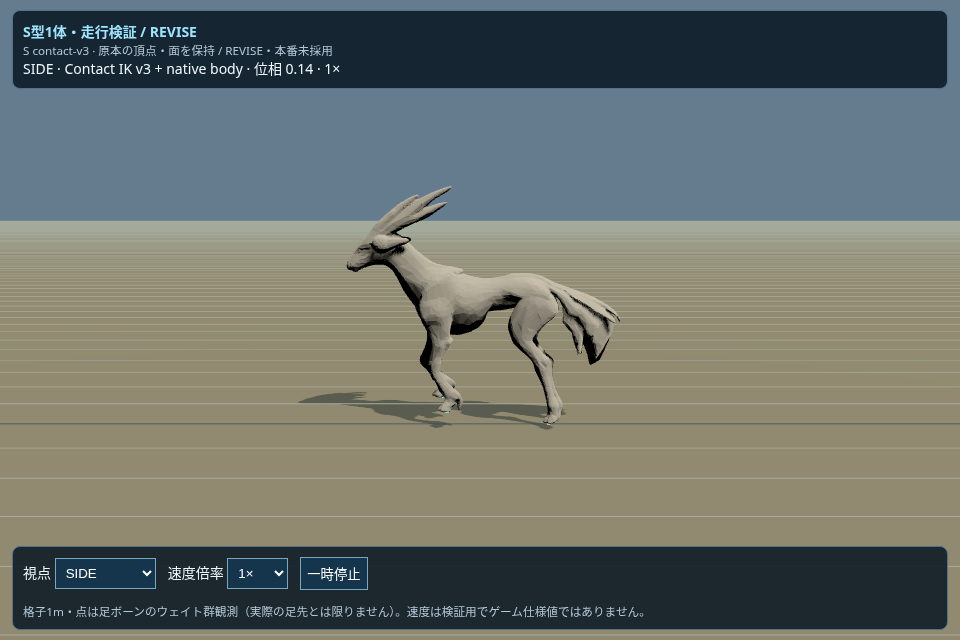 S型1体・走行検証 / REVISE
S contact-v3 · 原本の頂点・面を保持 / REVISE・本番未採用
SIDE · Contact IK v3 + native body · 位相 0.14 · 1×
視点 SIDE 速度倍率 1× 一時停止
格子1m・点は足ボーンのウェイト群観測（実際の足先とは限りません）。速度は検証用でゲーム仕様値ではありません。